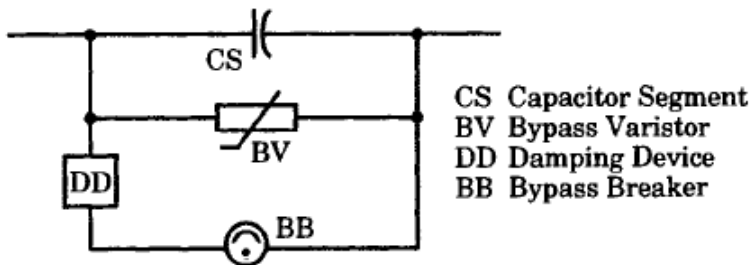 CS
BV
DD
BB
CS Capacitor Segment
BV Bypass Varistor
DD Damping Device
BB Bypass Breaker